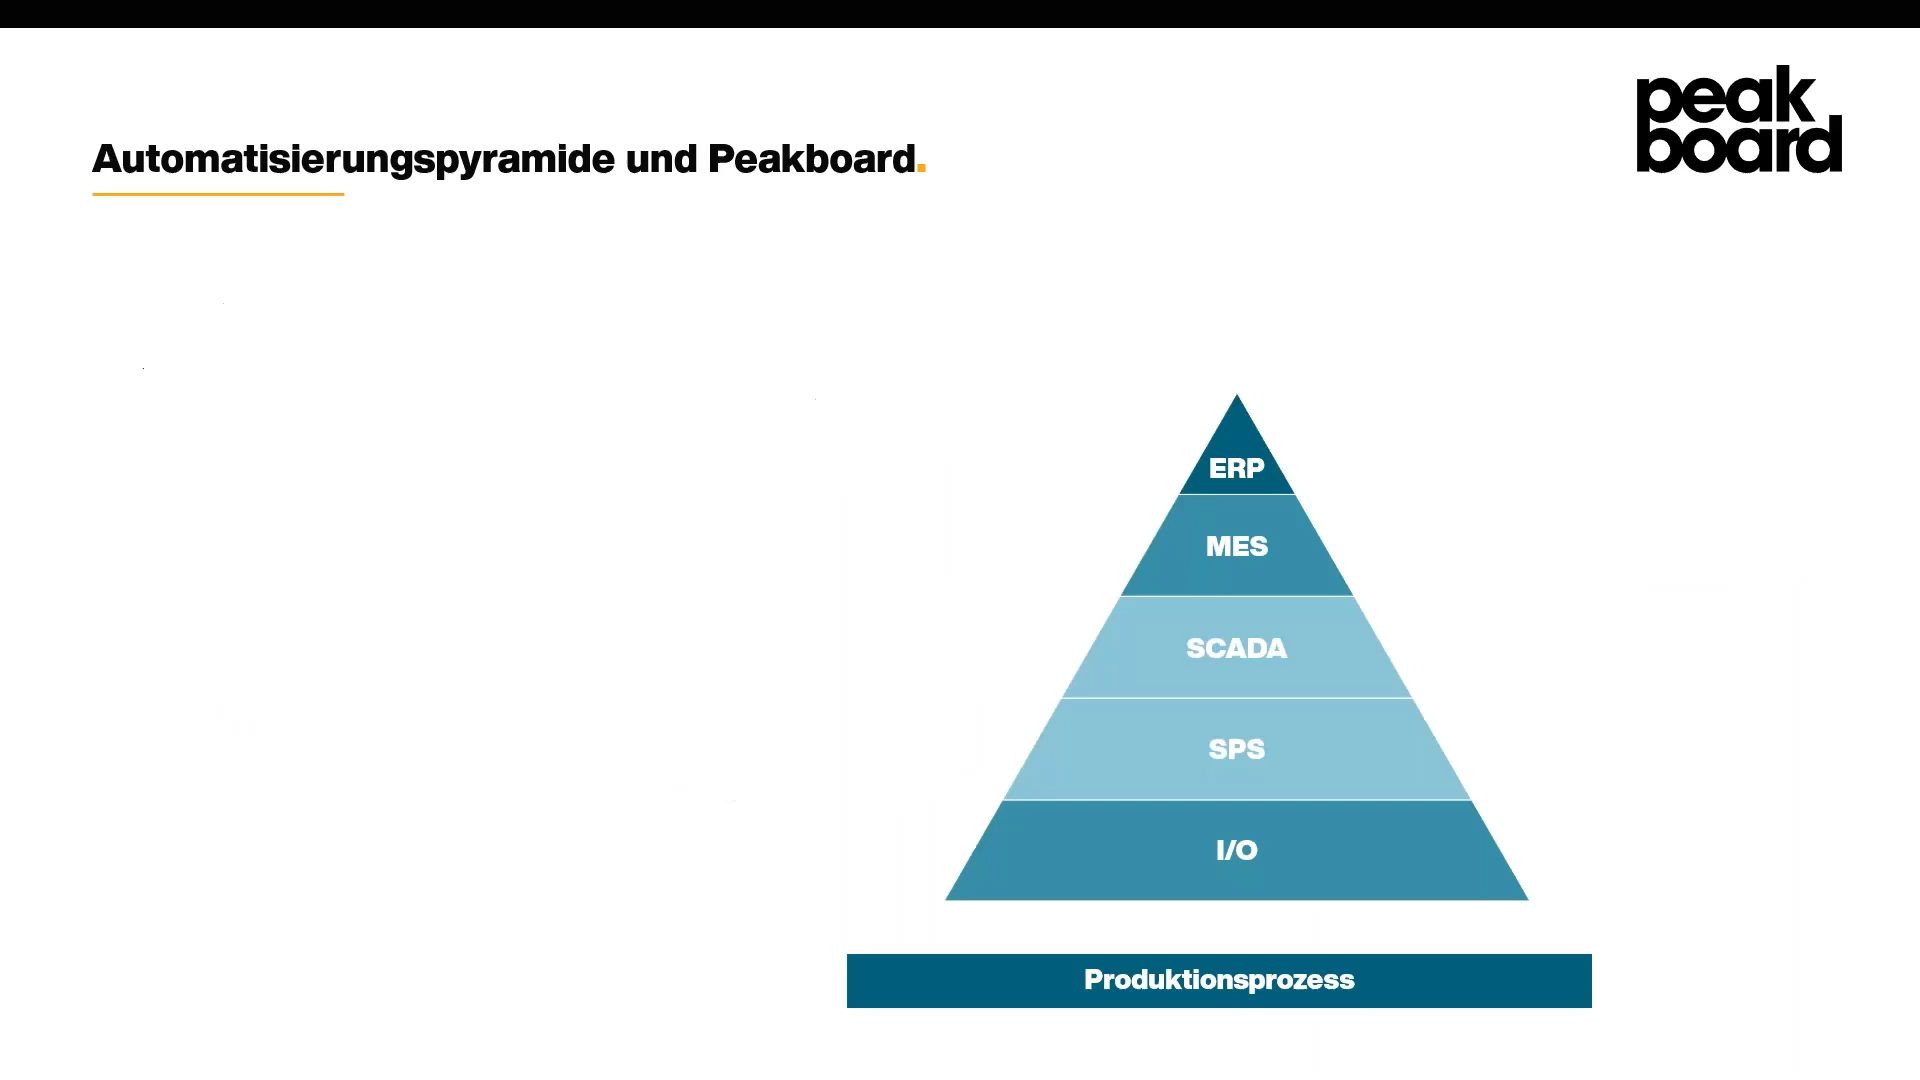 peak
board
Automatisierungspyramide und Peakboard.
ERP
MES
SCADA
SPS
I/O
Produktionsprozess